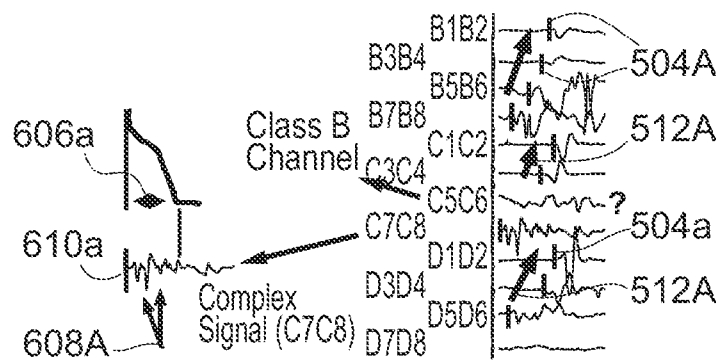 B1B2
B3B4
504A
B5B6
606a
Class B
Channel
B7B8
C1C2
512A
C3C4
C5C6
?
C7C8
504a
610a
D1D2
Complex
Signal (C7C8)
D3D4
512A
D5D6
608A
D7D8